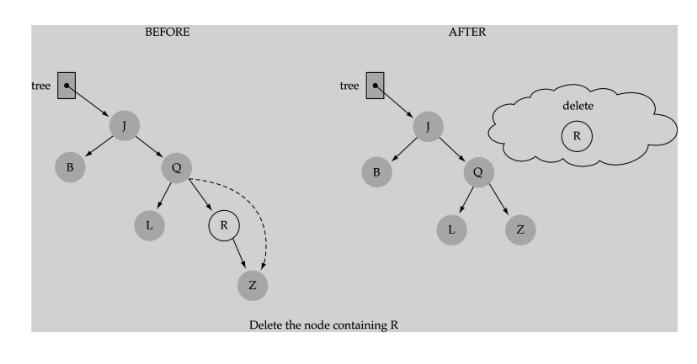 BEFORE
AFTER
tree
J
B
Q
L
R
Z
tree
J
B
Q
L
Z
delete
R
Delete the node containing R